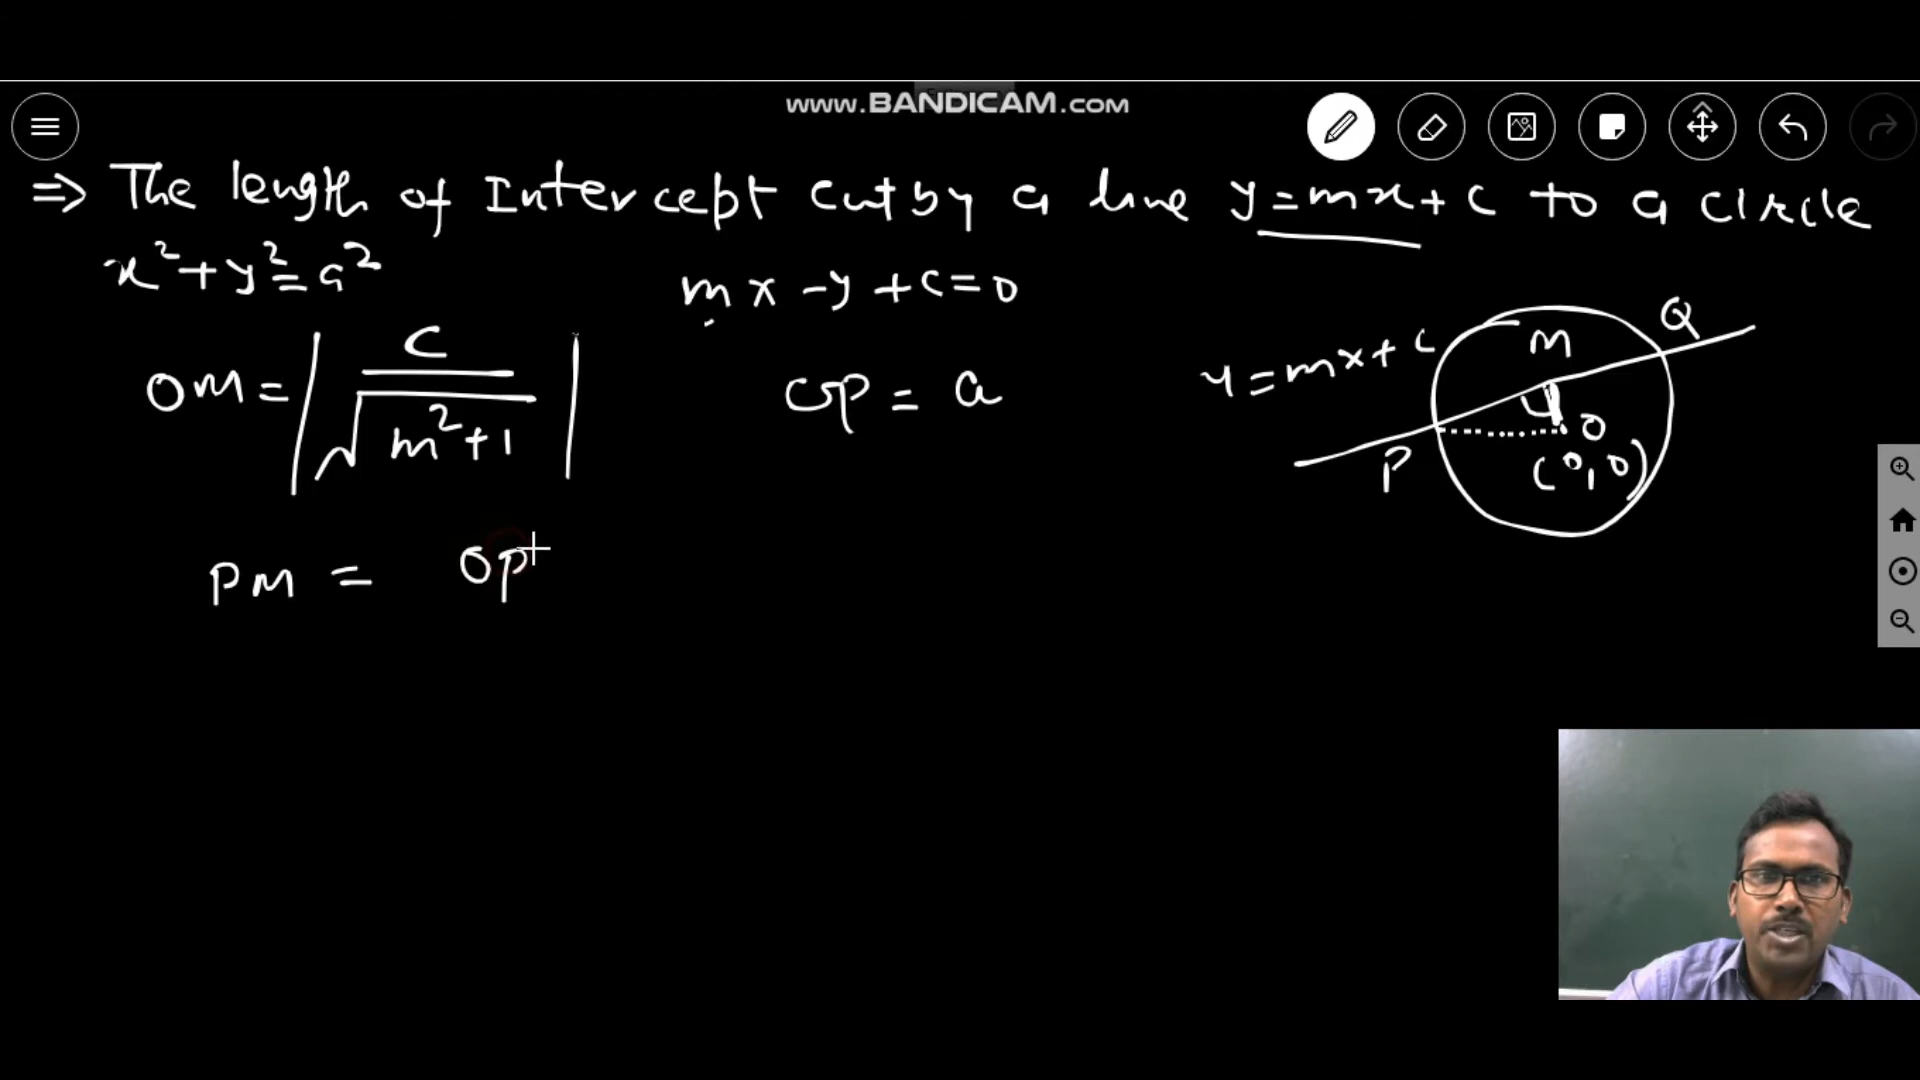 www.BANDICAM.com
⇒ The length of Intercept cut by a line y=mx+c to a circle
x²+y²=a²
mx-y+c=0
OM=|c/√(m²+1)|
OP=a
y=mx+c
M
Q
O
P
(0,0)
PM= OP